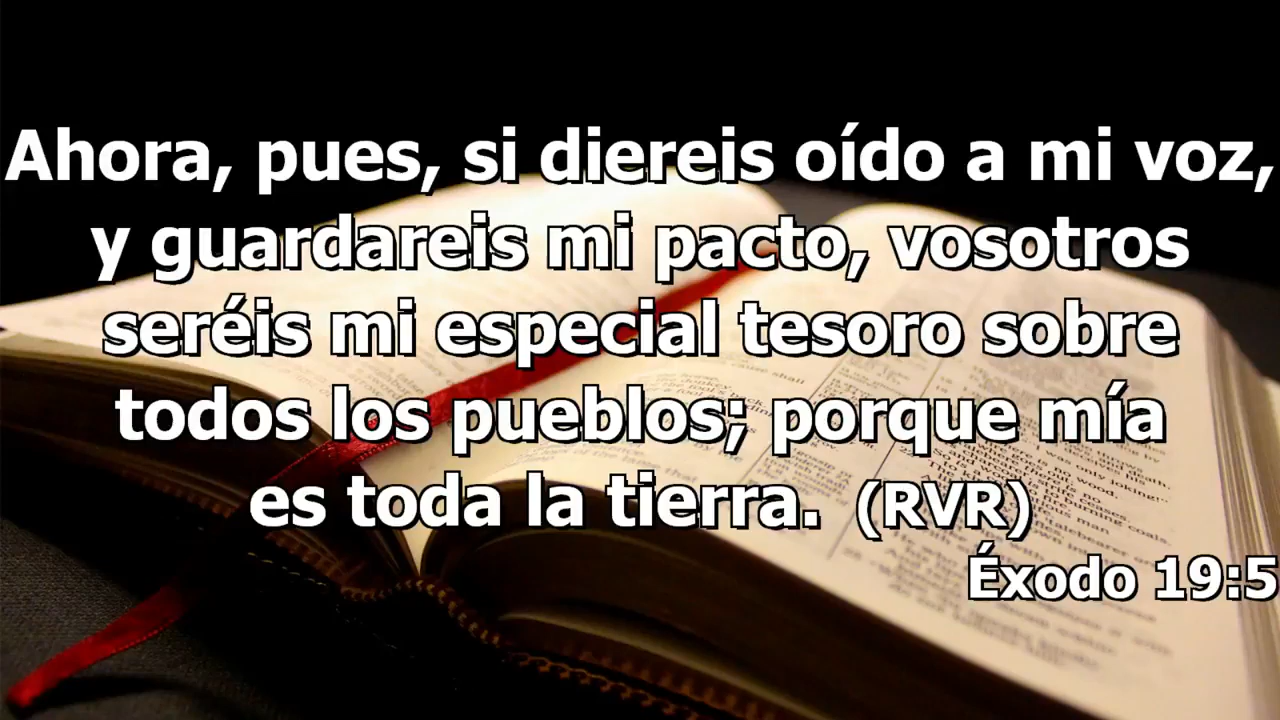 Ahora, pues, si diereis oído a mi voz,
y guardareis mi pacto, vosotros
seréis mi especial tesoro sobre
todos los pueblos; porque mía
es toda la tierra. (RVR)
Éxodo 19:5